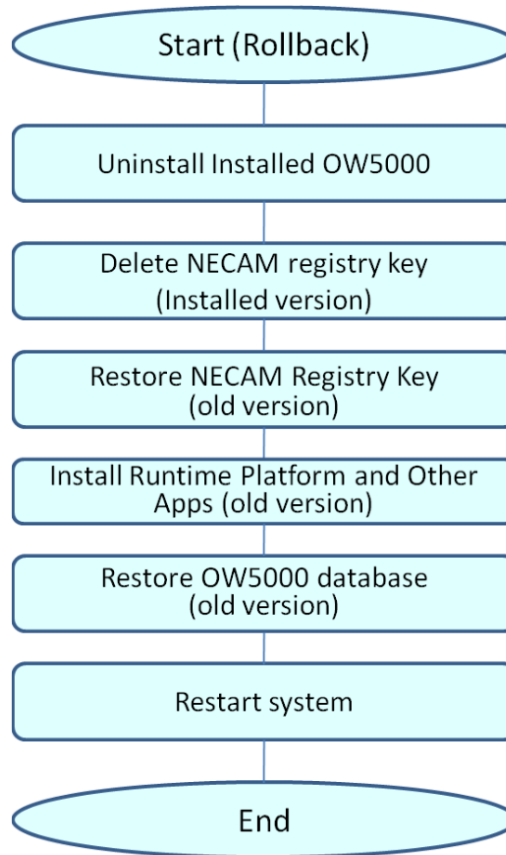 Start (Rollback)
Uninstall Installed OW5000
Delete NECAM registry key
(Installed version)
Restore NECAM Registry Key
(old version)
Install Runtime Platform and Other
Apps (old version)
Restore OW5000 database
(old version)
Restart system
End